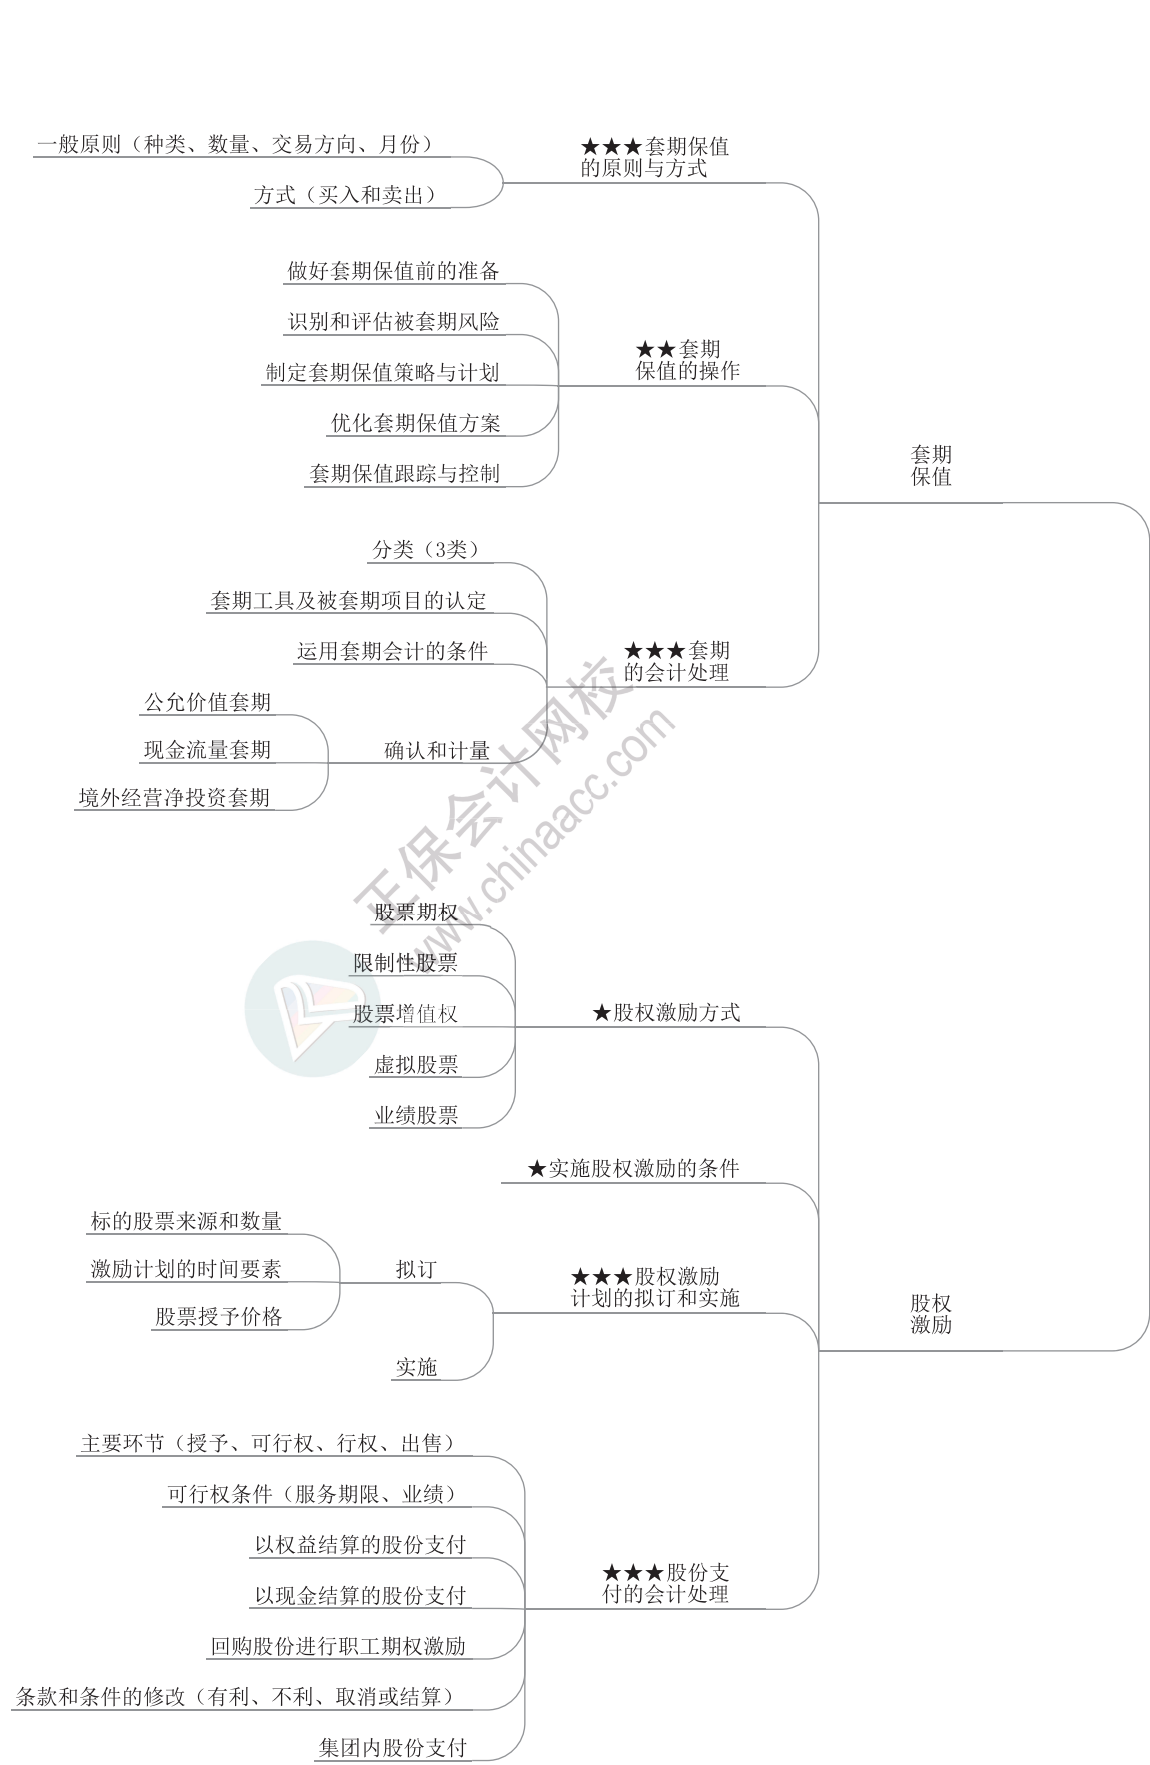 套期
保值
★★★套期保值
的原则与方式
一般原则（种类、数量、交易方向、月份）
方式（买入和卖出）
★★套期
保值的操作
做好套期保值前的准备
识别和评估被套期风险
制定套期保值策略与计划
优化套期保值方案
套期保值跟踪与控制
★★★套期
的会计处理
分类（3类）
套期工具及被套期项目的认定
运用套期会计的条件
确认和计量
公允价值套期
现金流量套期
境外经营净投资套期
正保会计网校
www.chinaacc.com
股权
激励
★股权激励方式
股票期权
限制性股票
股票增值权
虚拟股票
业绩股票
★实施股权激励的条件
★★★股权激励
计划的拟订和实施
拟订
标的股票来源和数量
激励计划的时间要素
股票授予价格
实施
★★★股份支
付的会计处理
主要环节（授予、可行权、行权、出售）
可行权条件（服务期限、业绩）
以权益结算的股份支付
以现金结算的股份支付
回购股份进行职工期权激励
条款和条件的修改（有利、不利、取消或结算）
集团内股份支付